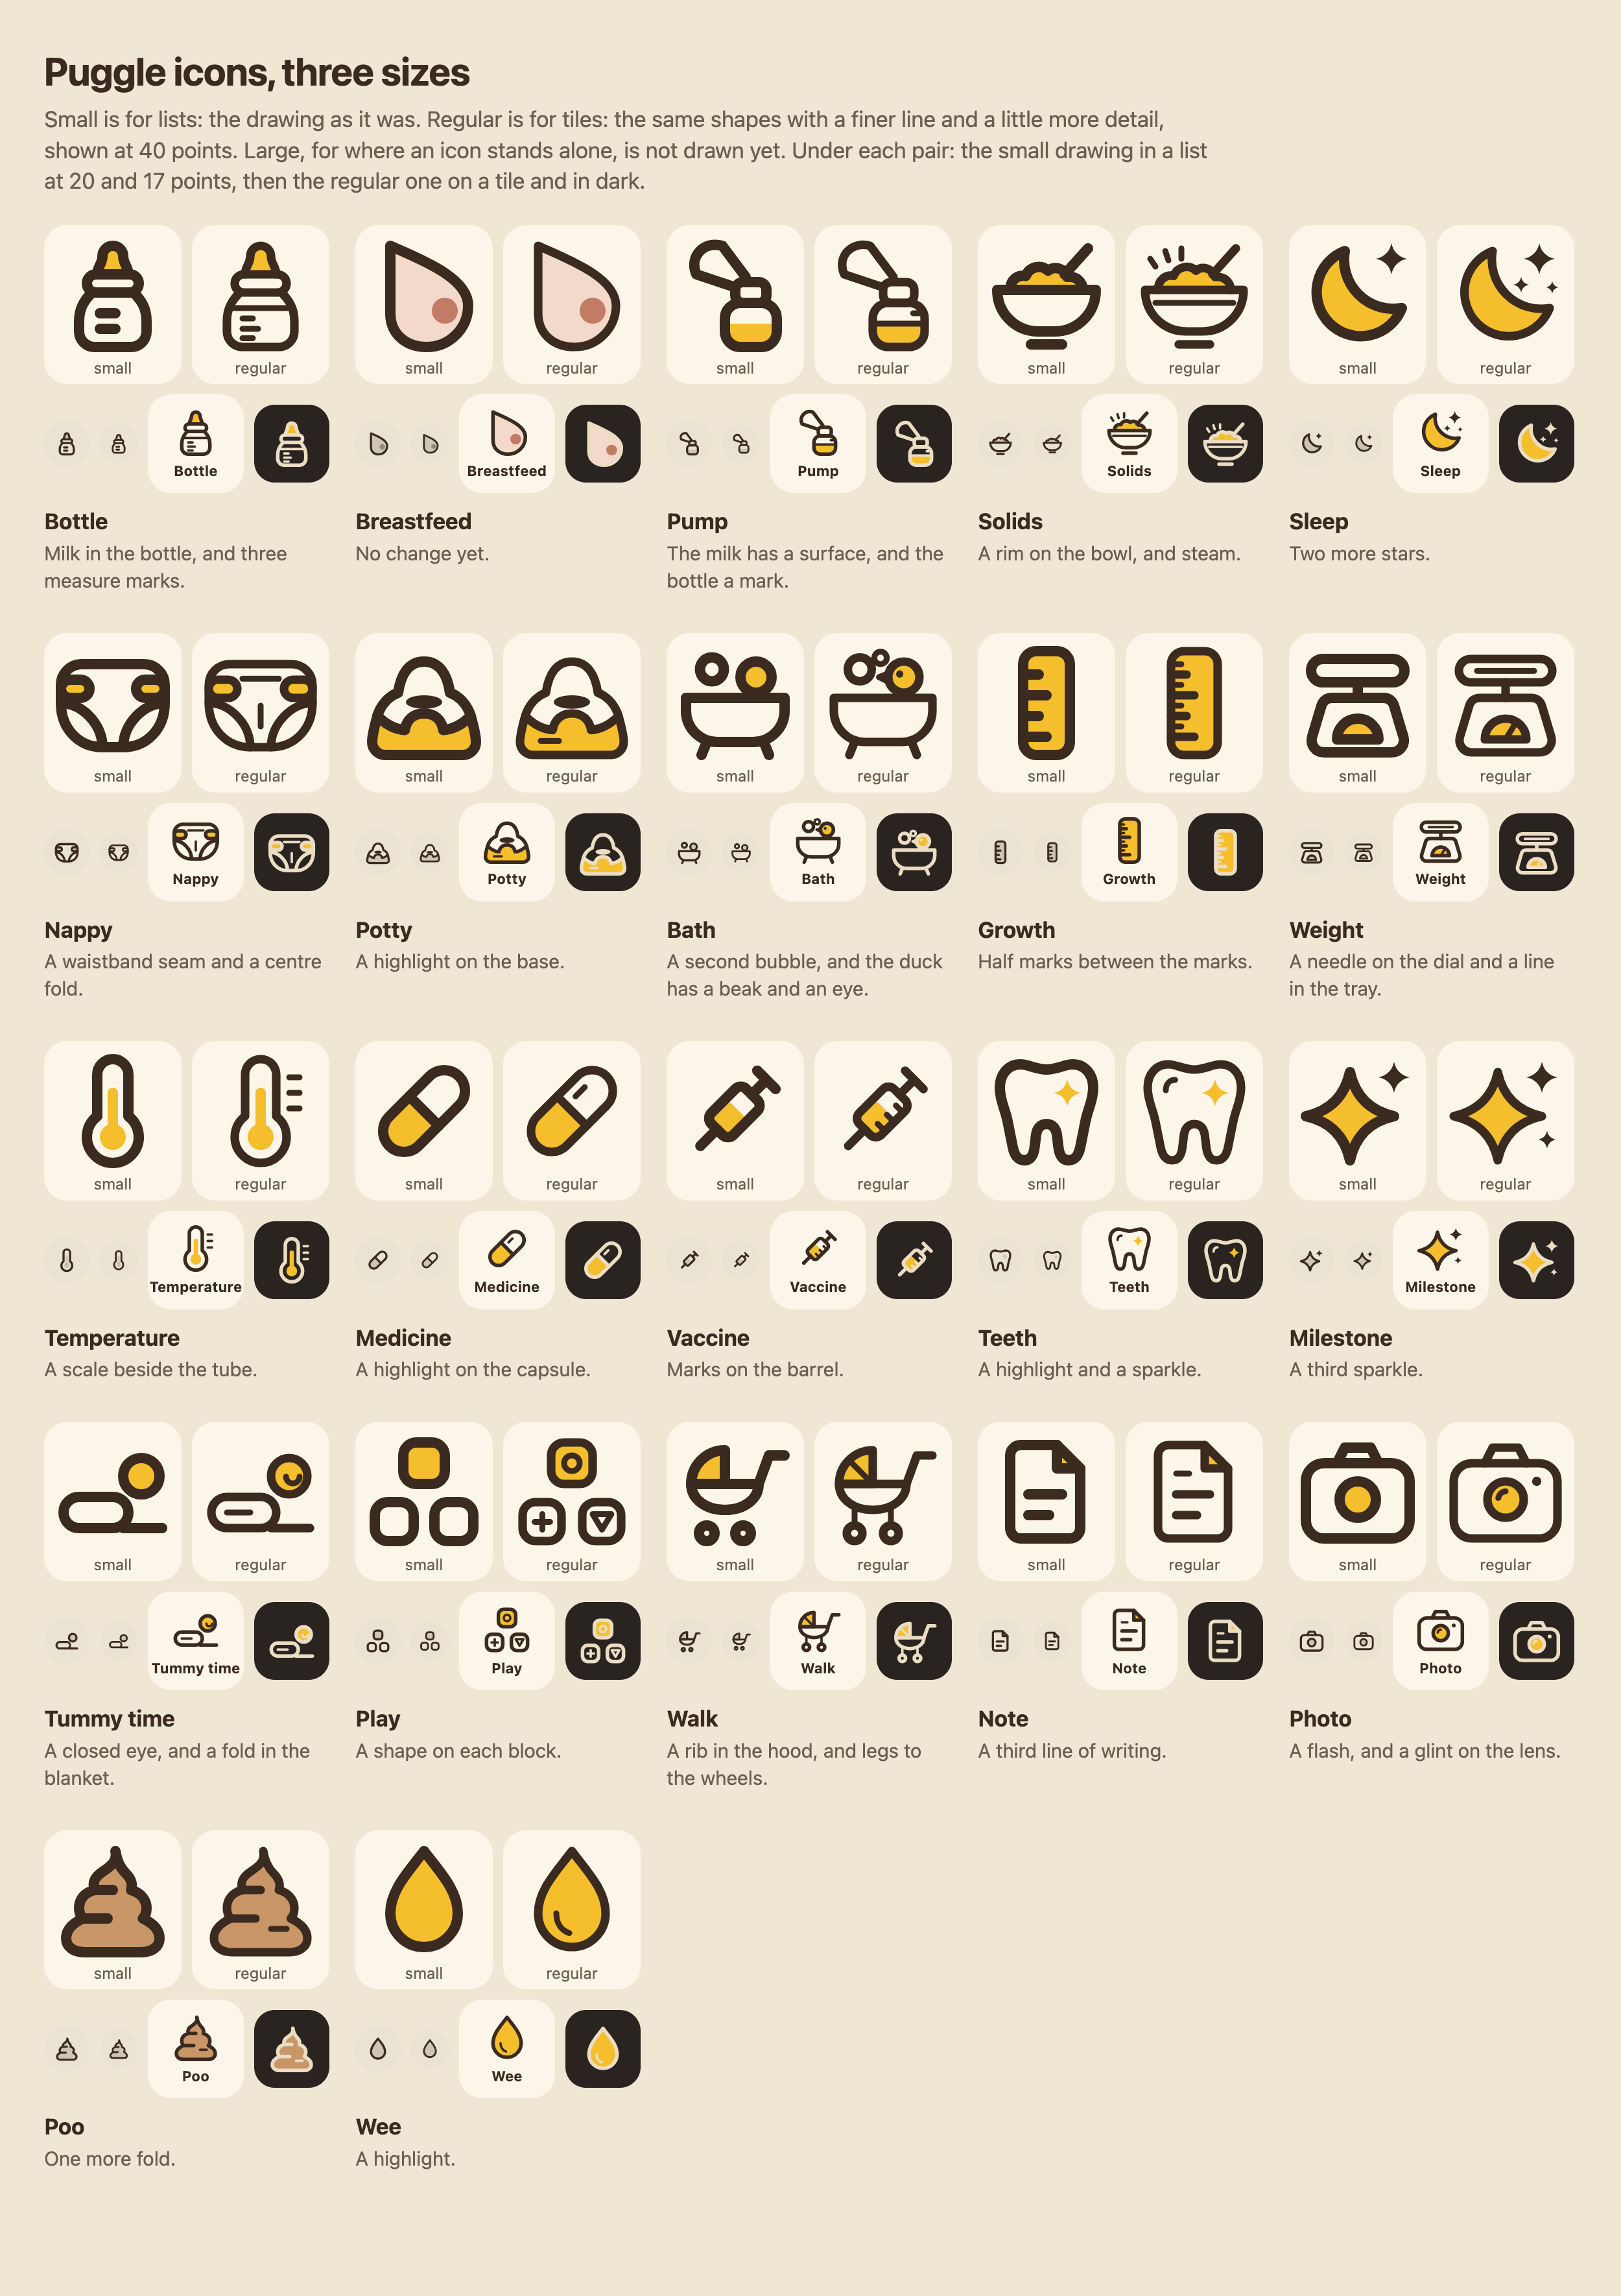 Puggle icons, three sizes
Small is for lists: the drawing as it was. Regular is for tiles: the same shapes with a finer line and a little more detail,
shown at 40 points. Large, for where an icon stands alone, is not drawn yet. Under each pair: the small drawing in a list
at 20 and 17 points, then the regular one on a tile and in dark.
small regular small regular small regular small regular small regular
Bottle Breastfeed Pump Solids Sleep
Bottle Breastfeed Pump Solids Sleep
Milk in the bottle, and three No change yet. The milk has a surface, and the A rim on the bowl, and steam. Two more stars.
measure marks. bottle a mark.
small regular small regular small regular small regular small regular
Nappy Potty Bath Growth Weight
Nappy Potty Bath Growth Weight
A waistband seam and a centre A highlight on the base. A second bubble, and the duck Half marks between the marks. A needle on the dial and a line
fold. has a beak and an eye. in the tray.
small regular small regular small regular small regular small regular
Temperature Medicine Vaccine Teeth Milestone
Temperature Medicine Vaccine Teeth Milestone
A scale beside the tube. A highlight on the capsule. Marks on the barrel. A highlight and a sparkle. A third sparkle.
small regular small regular small regular small regular small regular
Tummy time Play Walk Note Photo
Tummy time Play Walk Note Photo
A closed eye, and a fold in the A shape on each block. A rib in the hood, and legs to A third line of writing. A flash, and a glint on the lens.
blanket. the wheels.
small regular small regular
Poo Wee
Poo Wee
One more fold. A highlight.